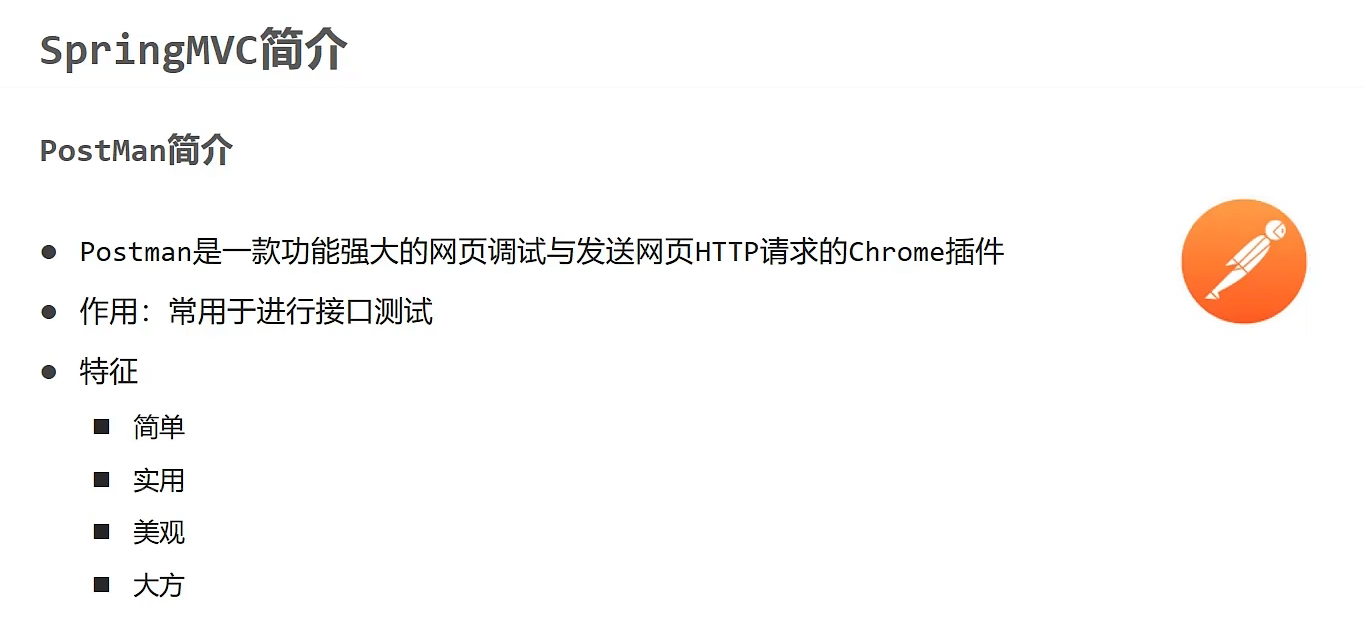 SpringMVC简介
PostMan简介
Postman是一款功能强大的网页调试与发送网页HTTP请求的Chrome插件
作用：常用于进行接口测试
特征
简单
实用
美观
大方